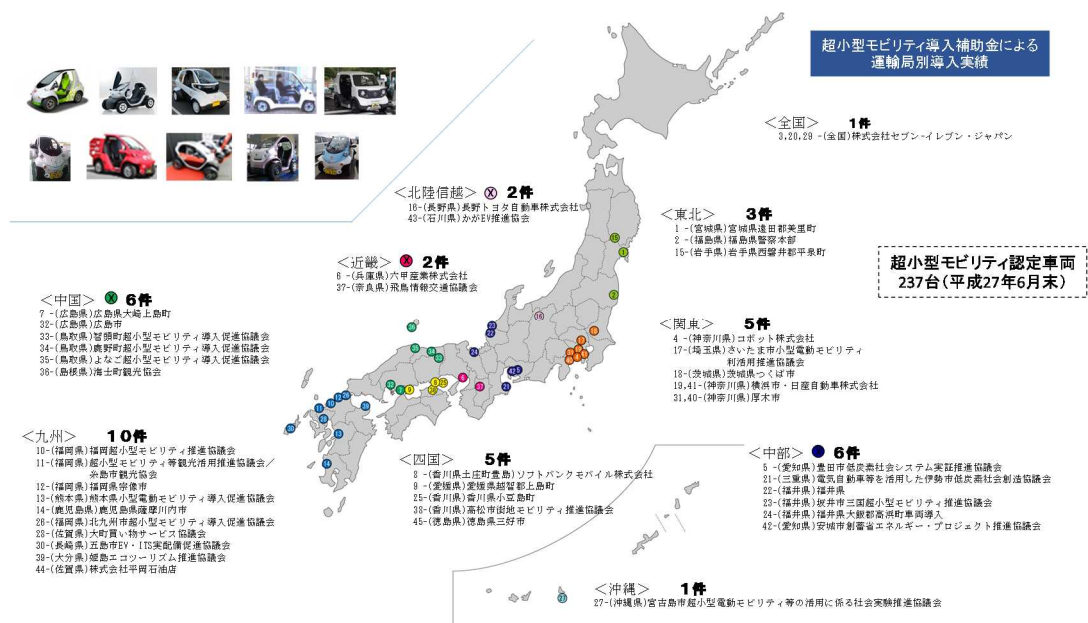 超小型モビリティ導入補助金による
運輸局別導入実績
<全国> 1件
3,20,29 -(全国)株式会社セブン-イレブン・ジャパン
<北陸信越> X 2件
16-(長野県)長野トヨタ自動車株式会社
43-(石川県)かがEV推進協会
<東北> 3件
1 -(宮城県)宮城県遠田郡美里町
2 -(福島県)福島県警察本部
15-(岩手県)岩手県西磐井郡平泉町
<近畿> X 2件
6 -(兵庫県)六甲産業株式会社
37-(奈良県)飛鳥情報交通協議会
超小型モビリティ認定車両
237台(平成27年6月末)
<中国> X 6件
7 -(広島県)広島県大崎上島町
32-(広島県)広島市
33-(鳥取県)智頭町超小型モビリティ導入促進協議会
34-(鳥取県)鹿野町超小型モビリティ導入促進協議会
35-(鳥取県)よなご超小型モビリティ導入促進協議会
36-(島根県)海士町観光協会
<関東> 5件
4 -(神奈川県)コボット株式会社
17-(埼玉県)さいたま市小型電動モビリティ
利活用推進協議会
18-(茨城県)茨城県つくば市
19,41-(神奈川県)横浜市・日産自動車株式会社
31,40-(神奈川県)厚木市
<九州> 10件
10-(福岡県)福岡超小型モビリティ推進協議会
11-(福岡県)超小型モビリティ等観光活用推進協議会/
糸島市観光協会
12-(福岡県)福岡県宗像市
13-(熊本県)熊本県小型電動モビリティ導入促進協議会
14-(鹿児島県)鹿児島県薩摩川内市
26-(福岡県)北九州市超小型モビリティ導入促進協議会
28-(佐賀県)大町買い物サービス協議会
30-(長崎県)五島市EV・ITS実配備促進協議会
39-(大分県)姫島エコツーリズム推進協議会
44-(佐賀県)株式会社平岡石油店
<四国> 5件
8 -(香川県土庄町豊島)ソフトバンクモバイル株式会社
9 -(愛媛県)愛媛県越智郡上島町
25-(香川県)香川県小豆島町
38-(香川県)高松市街地モビリティ推進協議会
45-(徳島県)徳島県三好市
<中部> 6件
5 -(愛知県)豊田市低炭素社会システム実証推進協議会
21-(三重県)電気自動車等を活用した伊勢市低炭素社会創造協議会
22-(福井県)福井県
23-(福井県)坂井市三国超小型モビリティ推進協議会
24-(福井県)福井県大飯郡高浜町車両導入
42-(愛知県)安城市創蓄省エネルギー・プロジェクト推進協議会
<沖縄> 1件
27-(沖縄県)宮古島市超小型電動モビリティ等の活用に係る社会実験推進協議会